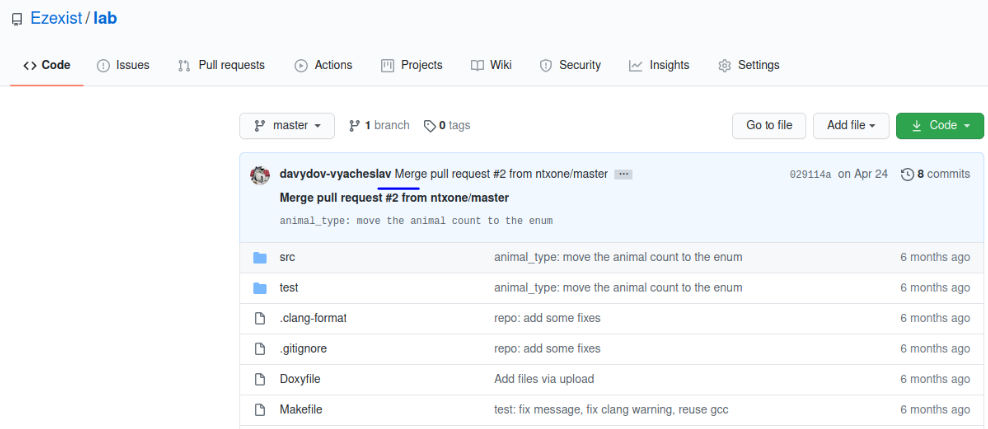 Ezexist / lab
Code Issues Pull requests Actions Projects Wiki Security Insights Settings
master 1 branch 0 tags Go to file Add file Code
davydov-vyacheslav Merge pull request #2 from ntxone/master ... 029114a on Apr 24 8 commits
Merge pull request #2 from ntxone/master
animal_type: move the animal count to the enum
src animal_type: move the animal count to the enum 6 months ago
test animal_type: move the animal count to the enum 6 months ago
.clang-format repo: add some fixes 6 months ago
.gitignore repo: add some fixes 6 months ago
Doxyfile Add files via upload 6 months ago
Makefile test: fix message, fix clang warning, reuse gcc 6 months ago